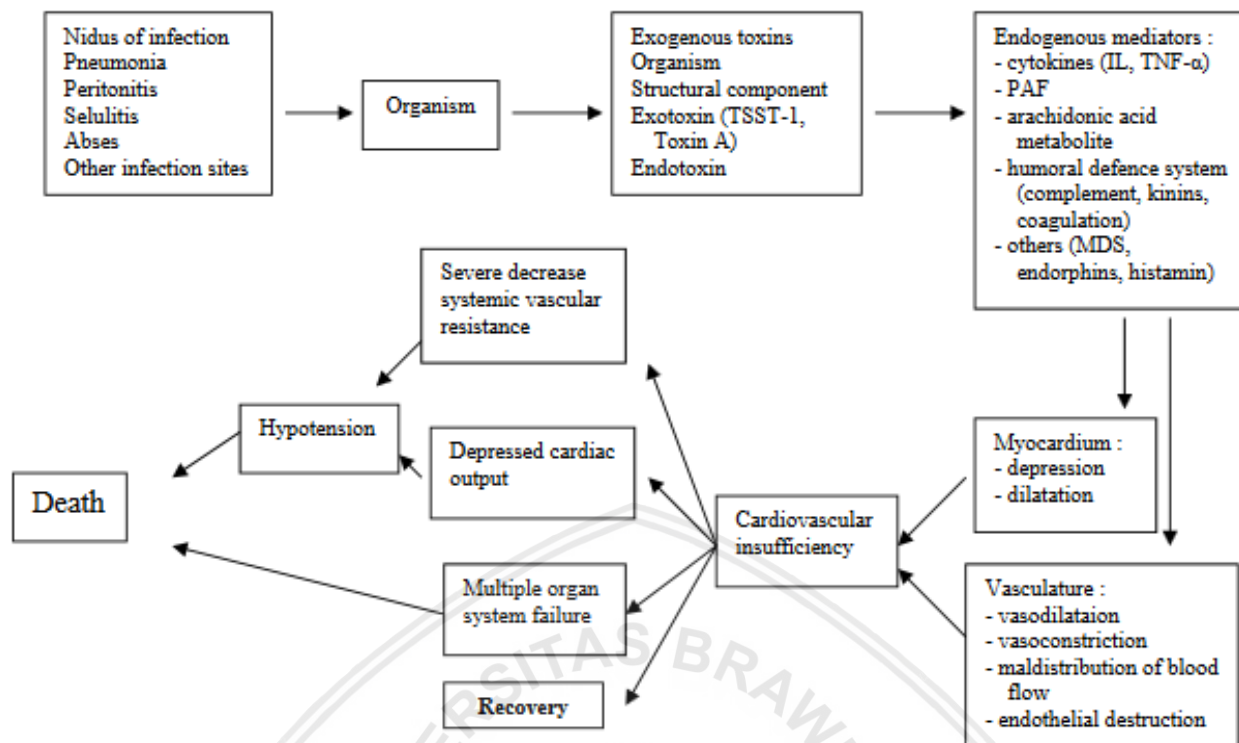 Nidus of infection
Pneumonia
Peritonitis
Selulitis
Abses
Other infection sites
Organism
Exogenous toxins
Organism
Structural component
Exotoxin (TSST-1,
Toxin A)
Endotoxin
Endogenous mediators :
- cytokines (IL, TNF-α)
- PAF
- arachidonic acid
metabolite
- humoral defence system
(complement, kinins,
coagulation)
- others (MDS,
endorphins, histamin)
Severe decrease
systemic vascular
resistance
Hypotension
Depressed cardiac
output
Death
Multiple organ
system failure
Recovery
Cardiovascular
insufficiency
Myocardium :
- depression
- dilatation
Vasculature :
- vasodilataion
- vasoconstriction
- maldistribution of blood
flow
- endothelial destruction